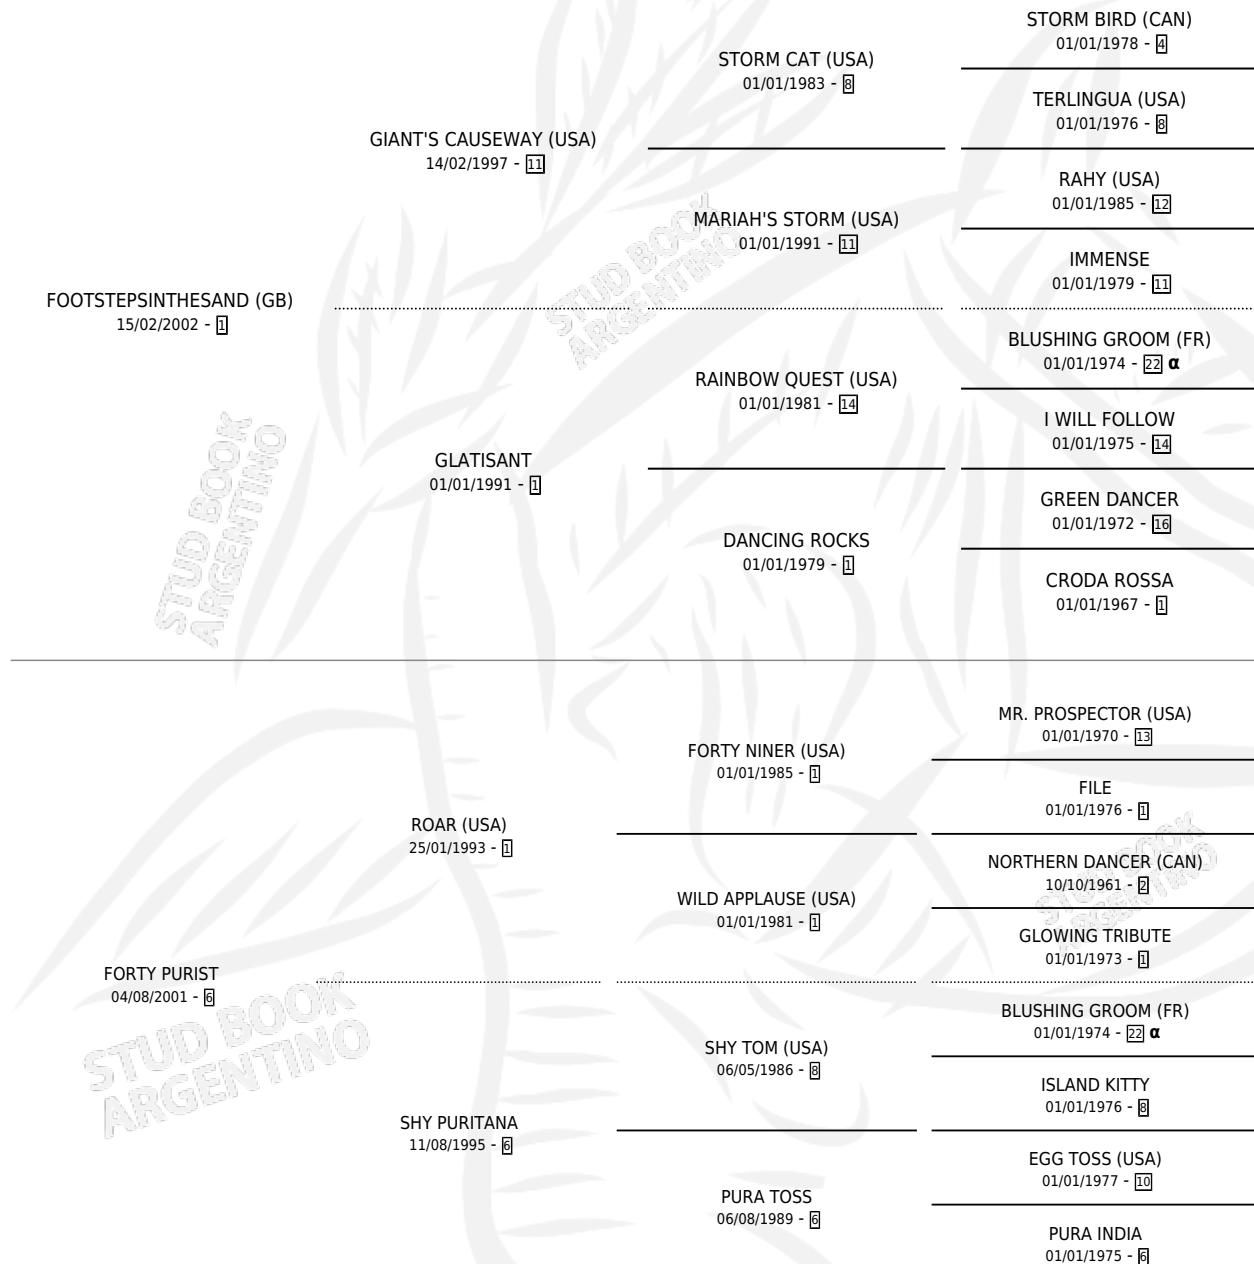 STORM BIRD (CAN)
01/01/1978 - 4
STORM CAT (USA)
01/01/1983 - 8
TERLINGUA (USA)
01/01/1976 - 8
GIANT'S CAUSEWAY (USA)
14/02/1997 - 11
RAHY (USA)
01/01/1985 - 12
MARIAH'S STORM (USA)
01/01/1991 - 11
IMMENSE
01/01/1979 - 11
FOOTSTEPSINTHESAND (GB)
15/02/2002 - 1
BLUSHING GROOM (FR)
01/01/1974 - 22 α
RAINBOW QUEST (USA)
01/01/1981 - 14
I WILL FOLLOW
01/01/1975 - 14
GLATISANT
01/01/1991 - 1
GREEN DANCER
01/01/1972 - 16
DANCING ROCKS
01/01/1979 - 1
CRODA ROSSA
01/01/1967 - 1
MR. PROSPECTOR (USA)
01/01/1970 - 13
FORTY NINER (USA)
01/01/1985 - 1
FILE
01/01/1976 - 1
ROAR (USA)
25/01/1993 - 1
NORTHERN DANCER (CAN)
10/10/1961 - 2
WILD APPLAUSE (USA)
01/01/1981 - 1
GLOWING TRIBUTE
01/01/1973 - 1
FORTY PURIST
04/08/2001 - 6
BLUSHING GROOM (FR)
01/01/1974 - 22 α
SHY TOM (USA)
06/05/1986 - 8
ISLAND KITTY
01/01/1976 - 8
SHY PURITANA
11/08/1995 - 6
EGG TOSS (USA)
01/01/1977 - 10
PURA TOSS
06/08/1989 - 6
PURA INDIA
01/01/1975 - 6
STUD BOOK
ARGENTINO
STUD BOOK
ARGENTINO
STUD BOOK
ARGENTINO
STUD BOOK
ARGENTINO